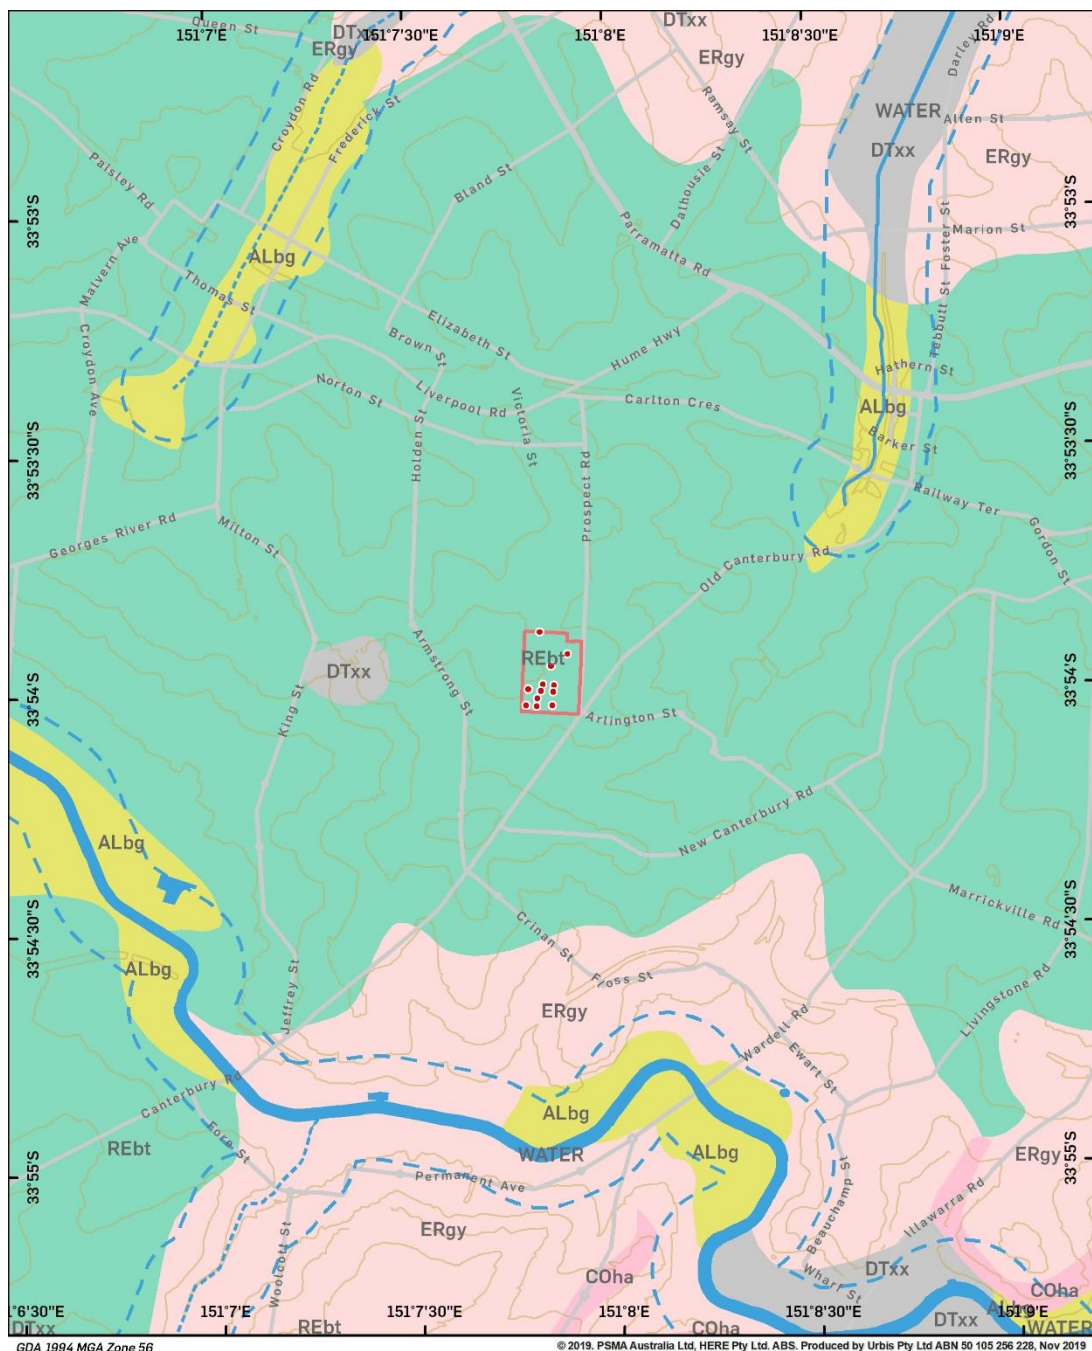 Queen St
DTxx
Darley Rd
151°7'E
151°7'30"E
151°8'E
151°8'30"E
151°9'E
ERgy
ERgy
Croydon Rd
Frederick St
Ramsay St
WATER
Allen St
DTxx
ERgy
Paisley Rd
Bland St
Dalhousie St
33°53'S
33°53'S
Foster St
Marion St
Parramatta Rd
Malvern Ave
ALbg
Thomas St
Elizabeth St
Brown St
Hume Hwy
Tebbutt St
Croydon Ave
Hathern St
Norton St
Liverpool Rd
Victoria St
Carlton Cres
ALbg
Barker St
Holden St
33°53'30"S
33°53'30"S
Prospect Rd
Railway Ter
Georges River Rd
Milton St
Gordon St
Old Canterbury Rd
REbt
DTxx
Armstrong St
33°54'S
33°54'S
King St
Arlington St
New Canterbury Rd
ALbg
Marrickville Rd
33°54'30"S
33°54'30"S
Crinan St
ALbg
Fross St
Jeffrey St
Livingstone Rd
ERgy
Wardell Rd
Ewart St
Canterbury Rd
ALbg
REbt
Fore St
WATER
ALbg
ERgy
33°55'S
33°55'S
Permanent Ave
Beauchamp St
Illawarra Rd
Woolcott St
ERgy
COha
DTxx
Wharf St
COha
1°6'30"E
151°7'E
151°7'30"E
151°8'E
151°8'30"E
151°9'E
DTxx
REbt
COha
DTxx
WATER
GDA 1994 MGA Zone 56
© 2019. PSMA Australia Ltd, HERE Pty Ltd. ABS. Produced by Urbis Pty Ltd ABN 50 105 256 228, Nov 2019